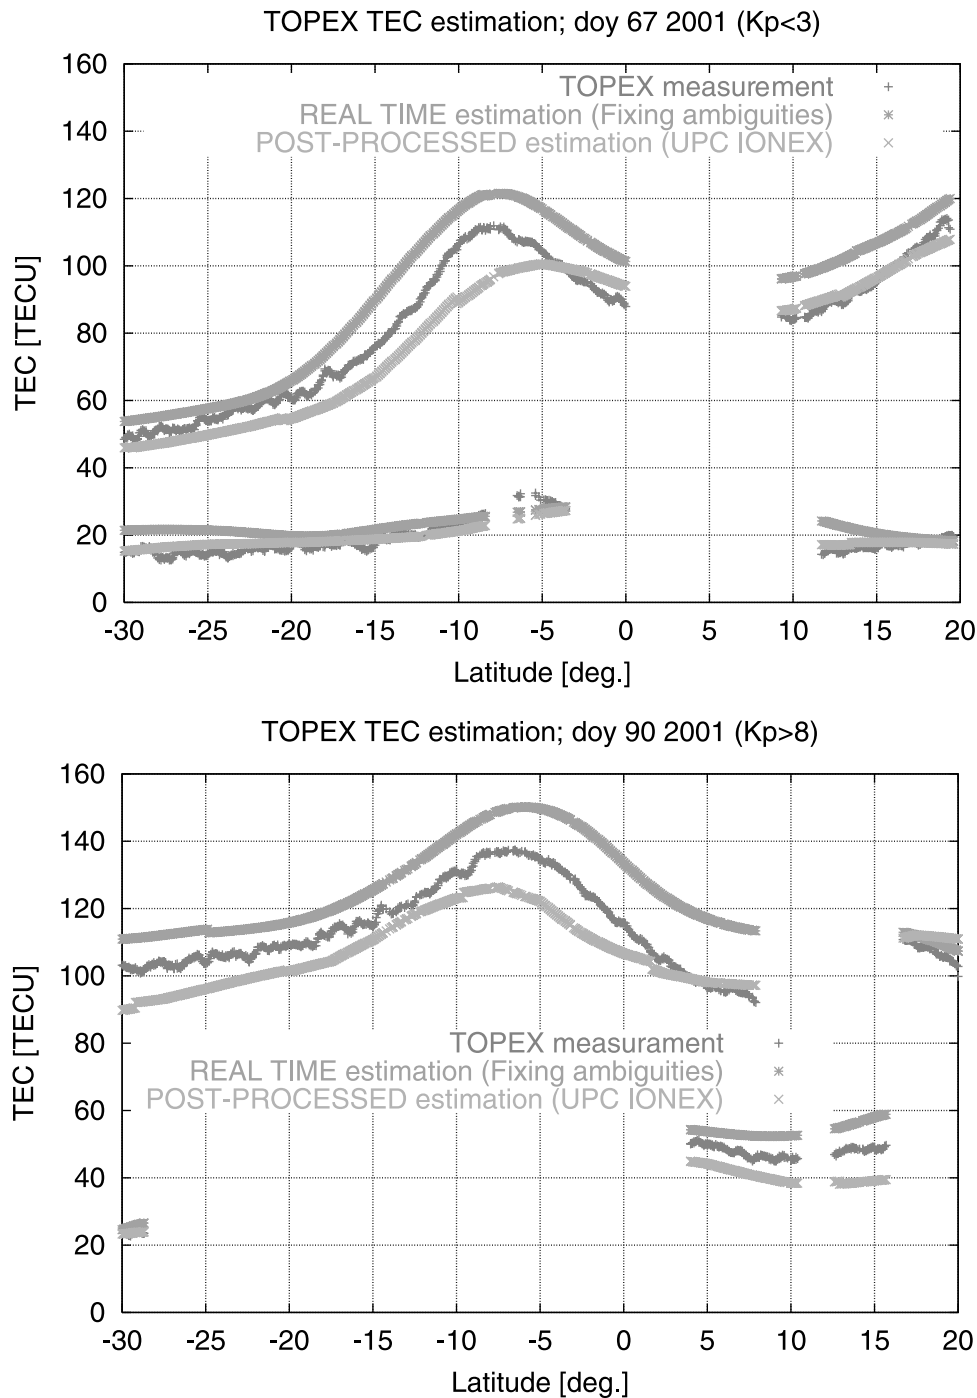 TOPEX TEC estimation; doy 67 2001 (Kp<3)
160
140
120
100
80
60
40
20
0
TEC [TECU]
TOPEX measurement
REAL TIME estimation (Fixing ambiguities)
POST-PROCESSED estimation (UPC IONEX)
-30 -25 -20 -15 -10 -5 0 5 10 15 20
Latitude [deg.]
TOPEX TEC estimation; doy 90 2001 (Kp>8)
160
140
120
100
80
60
40
20
0
TEC [TECU]
TOPEX measurament
REAL TIME estimation (Fixing ambiguities)
POST-PROCESSED estimation (UPC IONEX)
-30 -25 -20 -15 -10 -5 0 5 10 15 20
Latitude [deg.]